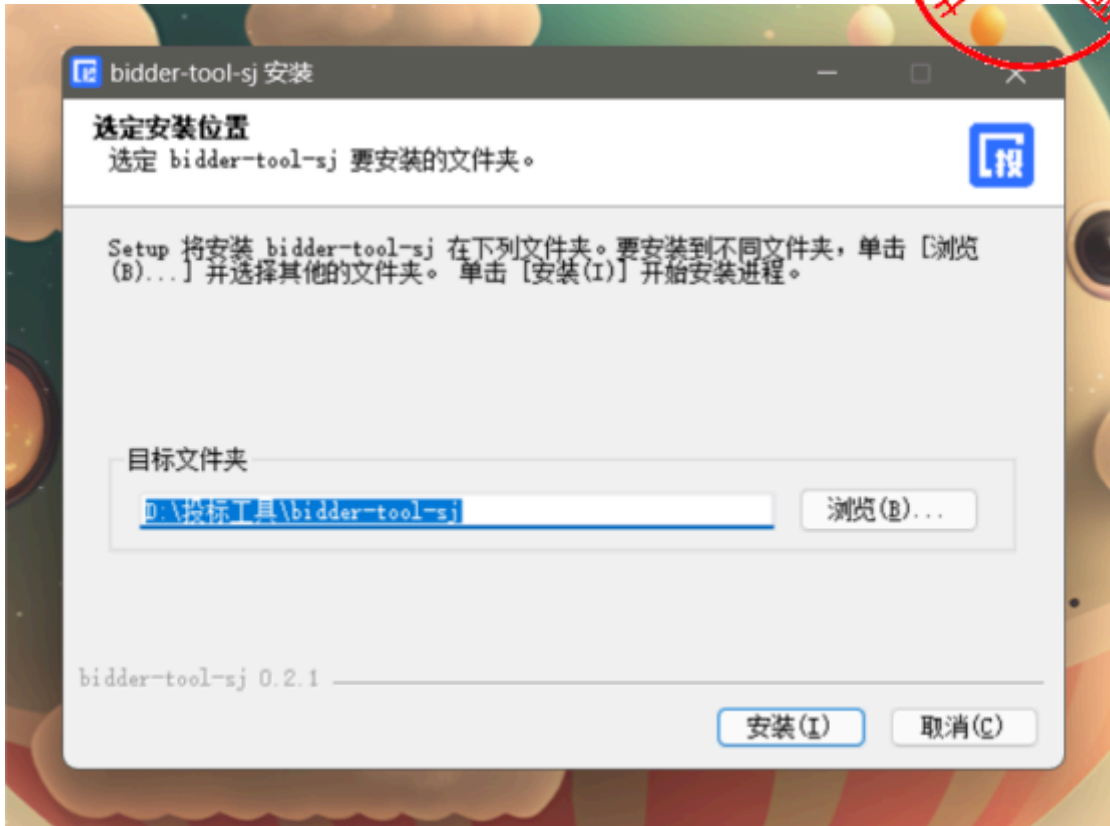 bidder-tool-sj 安装
选定安装位置
选定 bidder-tool-sj 要安装的文件夹。
投
Setup 将安装 bidder-tool-sj 在下列文件夹。要安装到不同文件夹，单击 [浏览
(B)...] 并选择其他的文件夹。 单击 [安装(I)] 开始安装进程。
目标文件夹
D:\投标工具\bidder-tool-sj
浏览(B)...
bidder-tool-sj 0.2.1
安装(I)
取消(C)